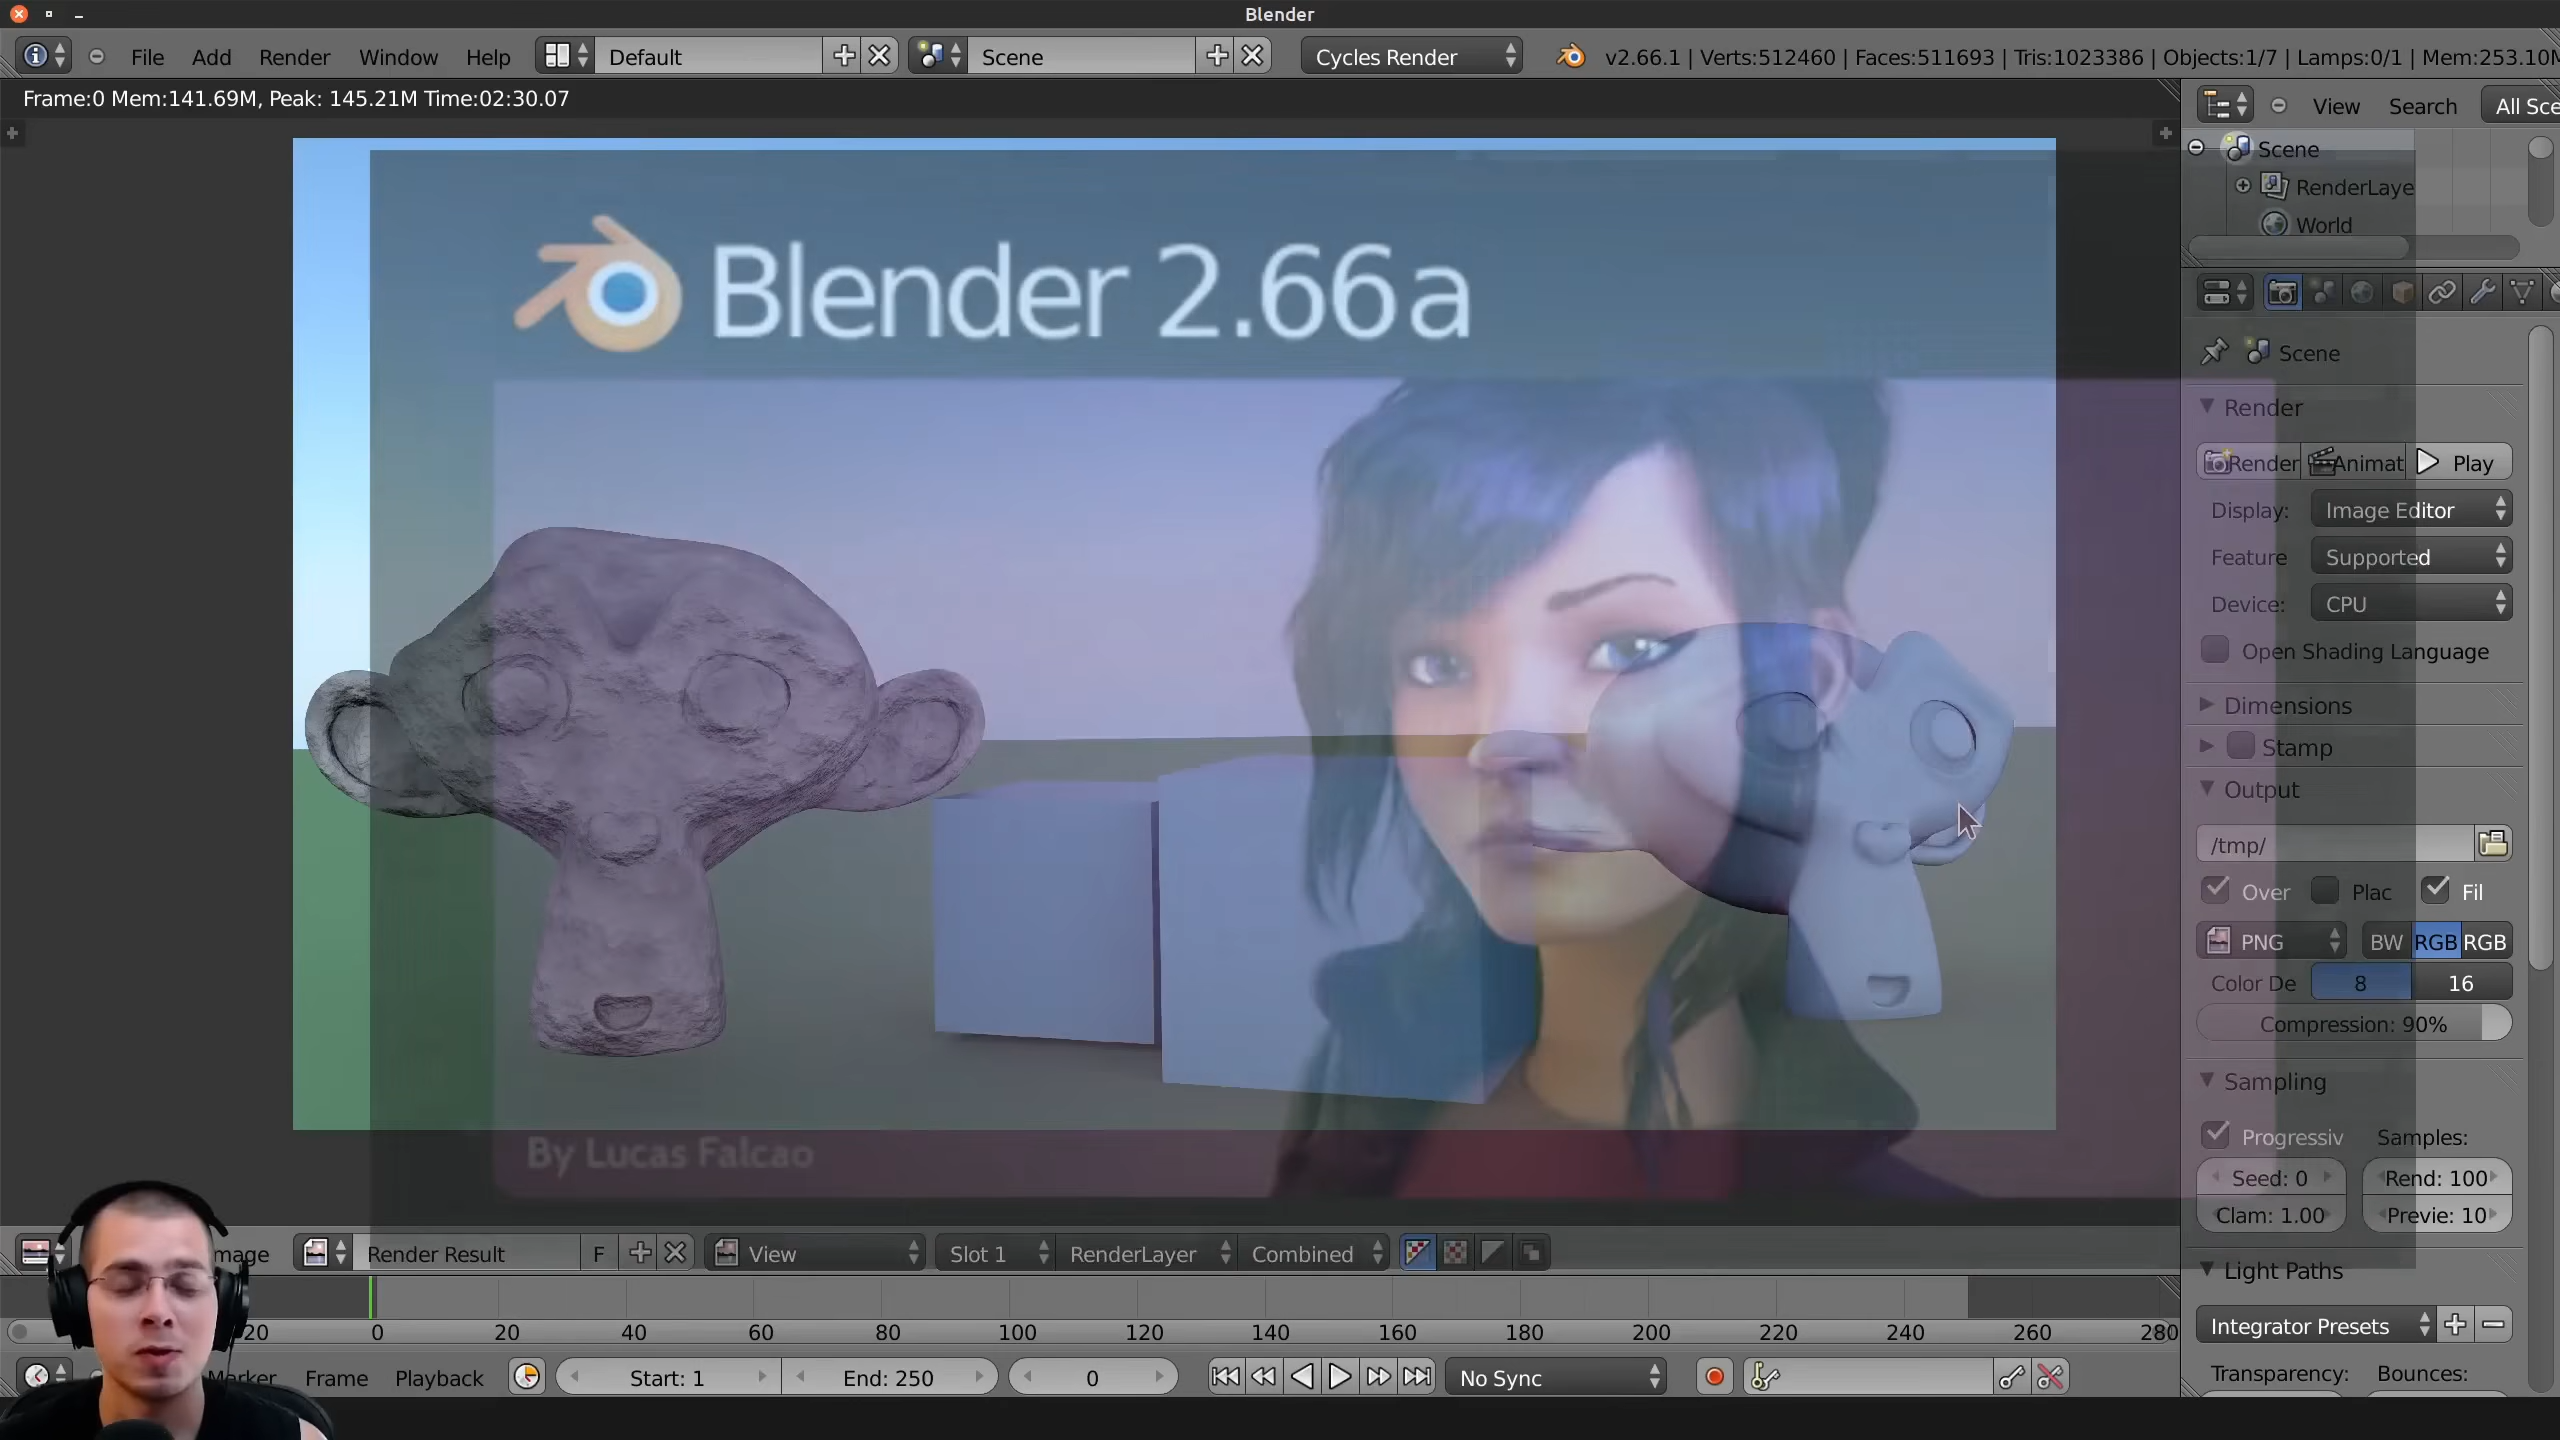 Blender
File Add Render Window Help Default Scene Cycles Render v2.66.1 | Verts:512460 | Faces:511693 | Tris:1023386 | Objects:1/7 | Lamps:0/1 | Mem:253.10M
Frame:0 Mem:141.69M, Peak: 145.21M Time:02:30.07
View Search All Sce
Scene
RenderLaye
World
Blender 2.66a
Scene
Render
Render Animat Play
Display: Image Editor
Feature Supported
Device: CPU
Open Shading Language
Dimensions
Stamp
Output
/tmp/
Over Plac Fil
PNG BW RGB RGB
Color De 8 16
Compression: 90%
Sampling
Progressiv Samples:
Seed: 0 Rend: 100
Clam: 1.00 Previe: 10
Light Paths
Integrator Presets
Transparency: Bounces:
By Lucas Falcao
mage Render Result F View Slot 1 RenderLayer Combined
20 0 20 40 60 80 100 120 140 160 180 200 220 240 260 280
Marker Frame Playback Start: 1 End: 250 0 No Sync